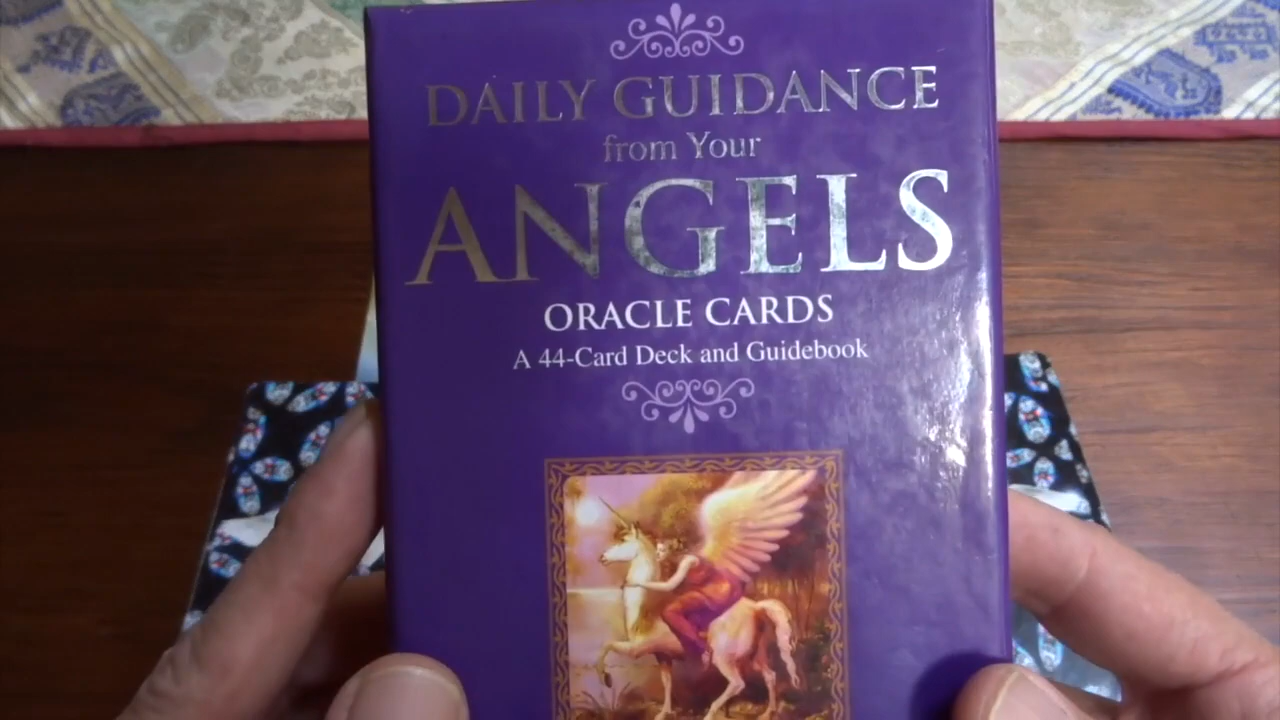 DAILY GUIDANCE
from Your
ANGELS
ORACLE CARDS
A 44-Card Deck and Guidebook